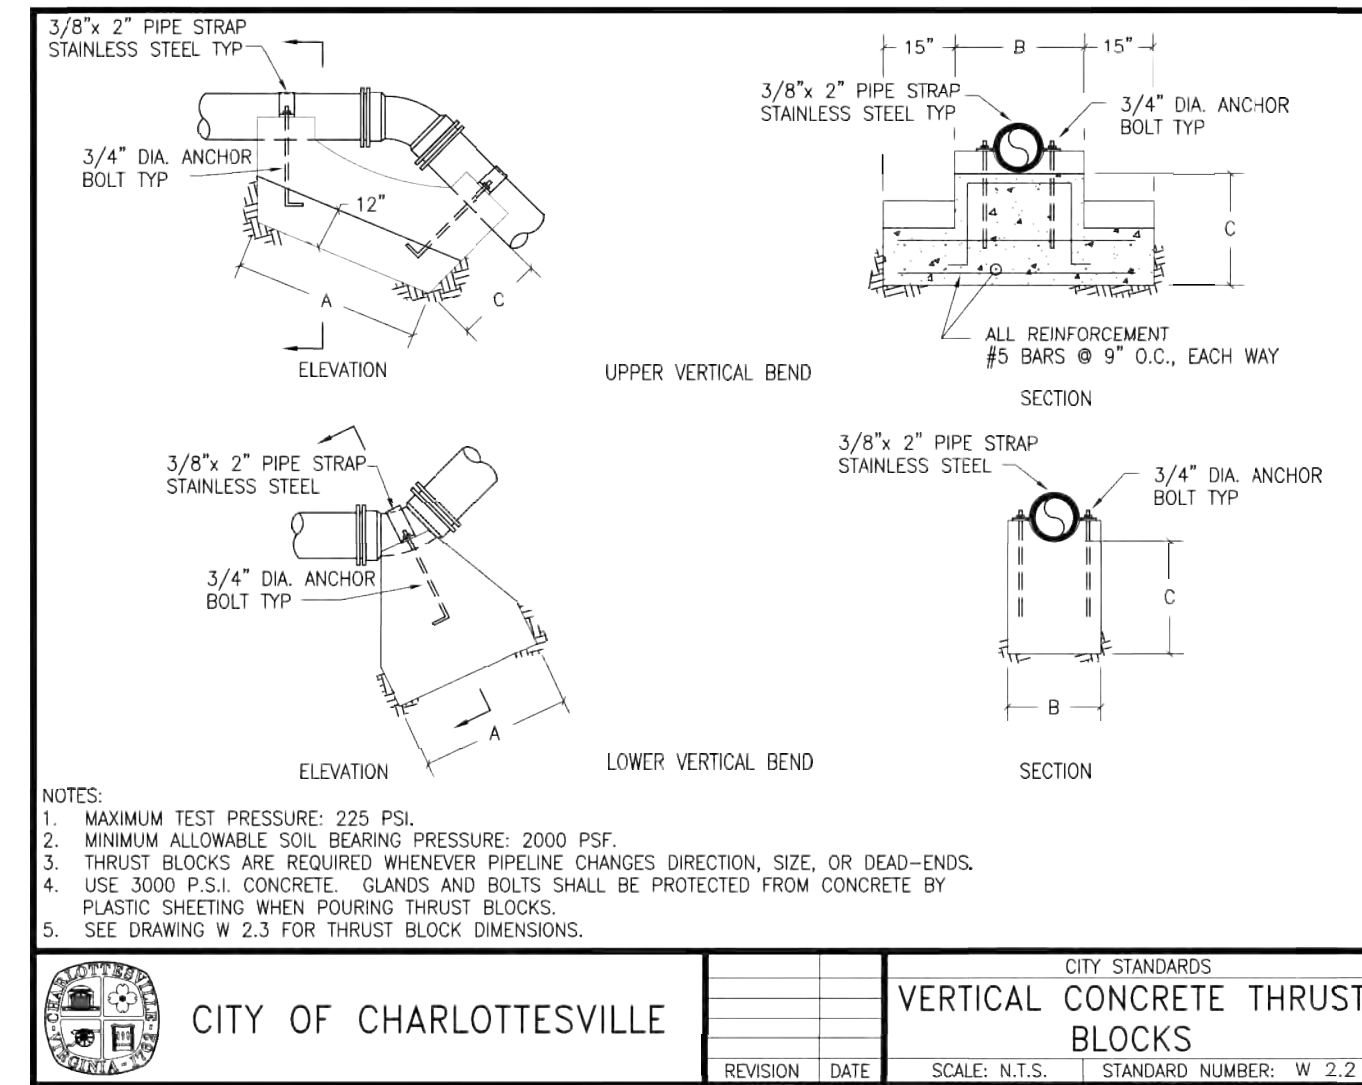 3/8"x 2" PIPE STRAP
STAINLESS STEEL TYP
3/4" DIA. ANCHOR
BOLT TYP
12"
A
C
ELEVATION
UPPER VERTICAL BEND
15"
B
15"
3/8"x 2" PIPE STRAP
STAINLESS STEEL TYP
3/4" DIA. ANCHOR
BOLT TYP
C
ALL REINFORCEMENT
#5 BARS @ 9" O.C., EACH WAY
SECTION
3/8"x 2" PIPE STRAP
STAINLESS STEEL
3/4" DIA. ANCHOR
BOLT TYP
A
ELEVATION
LOWER VERTICAL BEND
3/8"x 2" PIPE STRAP
STAINLESS STEEL
3/4" DIA. ANCHOR
BOLT TYP
C
B
SECTION
NOTES:
1. MAXIMUM TEST PRESSURE: 225 PSI.
2. MINIMUM ALLOWABLE SOIL BEARING PRESSURE: 2000 PSF.
3. THRUST BLOCKS ARE REQUIRED WHENEVER PIPELINE CHANGES DIRECTION, SIZE, OR DEAD-ENDS.
4. USE 3000 P.S.I. CONCRETE. GLANDS AND BOLTS SHALL BE PROTECTED FROM CONCRETE BY
PLASTIC SHEETING WHEN POURING THRUST BLOCKS.
5. SEE DRAWING W 2.3 FOR THRUST BLOCK DIMENSIONS.
CHARLOTTESVILLE
VIRGINIA
1762
CITY OF CHARLOTTESVILLE
REVISION DATE
CITY STANDARDS
VERTICAL CONCRETE THRUST
BLOCKS
SCALE: N.T.S. STANDARD NUMBER: W 2.2